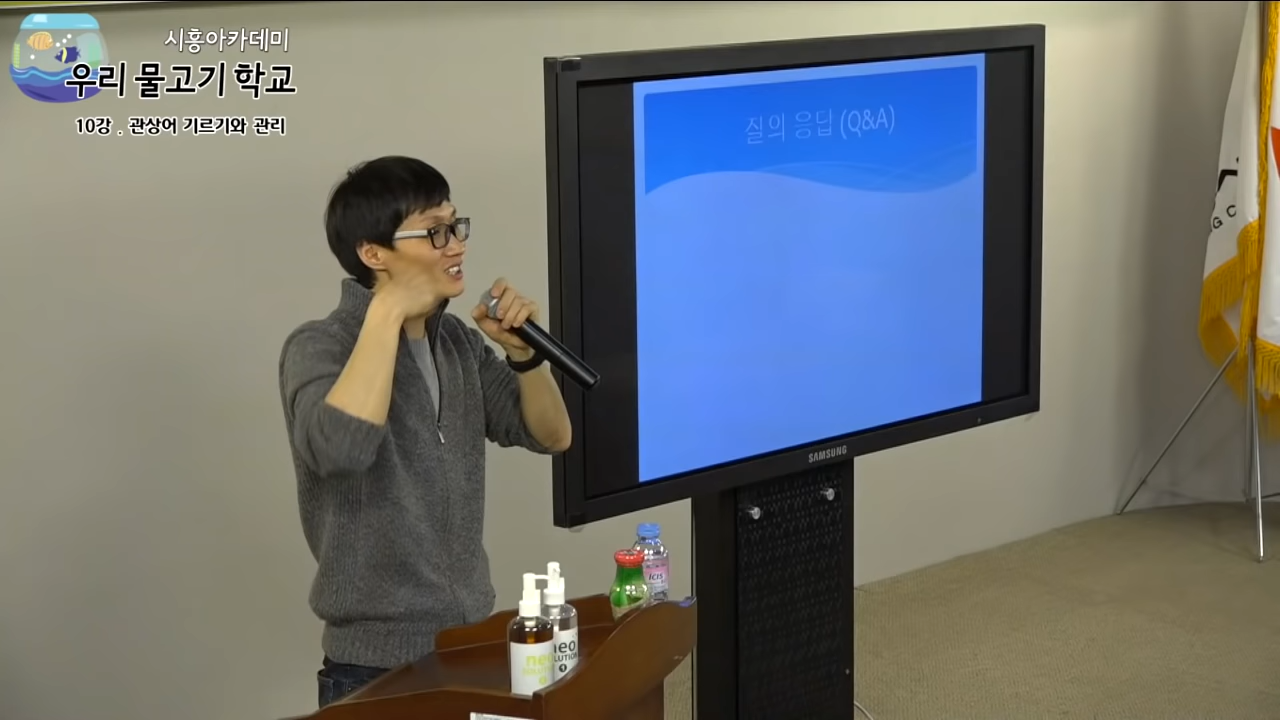 시흥아카데미
우리 물고기 학교
10강 . 관상어 기르기와 관리
질의 응답 (Q&A)
SAMSUNG
Icis
neo
neo